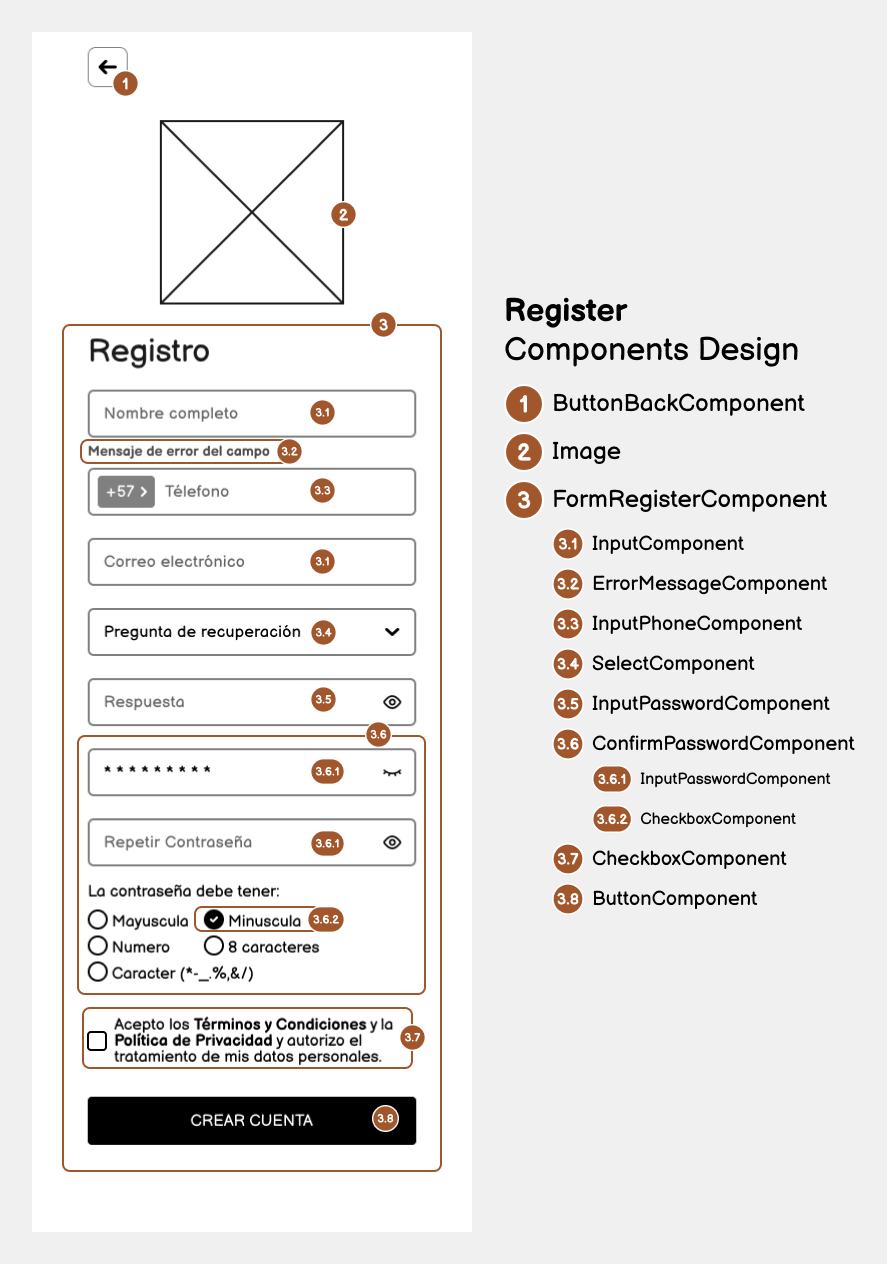 1
2
3
Registro
Nombre completo 3.1
Mensaje de error del campo 3.2
+57 Télefono 3.3
Correo electrónico 3.1
Pregunta de recuperación 3.4
Respuesta 3.5
3.6
* * * * * * * * * 3.6.1
Repetir Contraseña 3.6.1
La contraseña debe tener:
Mayuscula Minuscula 3.6.2
Numero 8 caracteres
Caracter (*-_.%,&/)
Acepto los Términos y Condiciones y la
Política de Privacidad y autorizo el 3.7
tratamiento de mis datos personales.
CREAR CUENTA 3.8
Register
Components Design
1 ButtonBackComponent
2 Image
3 FormRegisterComponent
3.1 InputComponent
3.2 ErrorMessageComponent
3.3 InputPhoneComponent
3.4 SelectComponent
3.5 InputPasswordComponent
3.6 ConfirmPasswordComponent
3.6.1 InputPasswordComponent
3.6.2 CheckboxComponent
3.7 CheckboxComponent
3.8 ButtonComponent